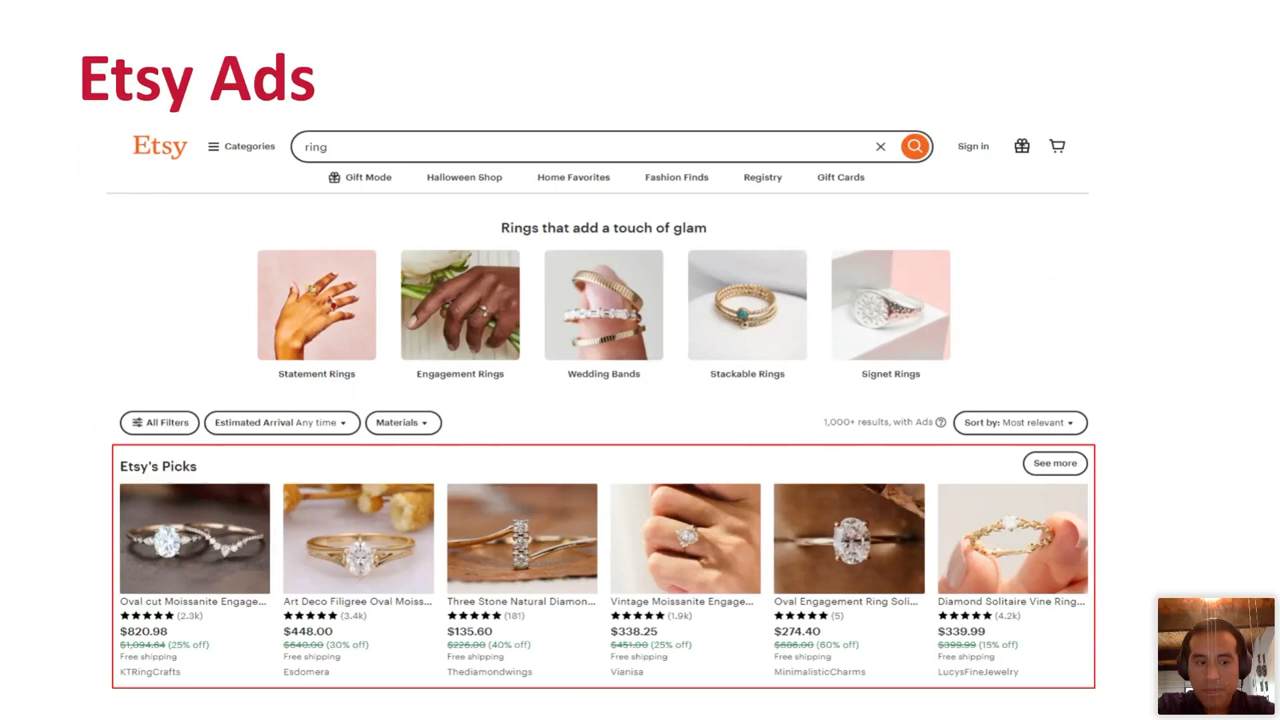 Etsy Ads
Etsy Categories ring Sign in
Gift Mode Halloween Shop Home Favorites Fashion Finds Registry Gift Cards
Rings that add a touch of glam
Statement Rings Engagement Rings Wedding Bands Stackable Rings Signet Rings
All Filters Estimated Arrival Any time Materials 1,000+ results, with Ads Sort by: Most relevant
Etsy's Picks See more
Oval cut Moissanite Engage... Art Deco Filigree Oval Moiss... Three Stone Natural Diamon... Vintage Moissanite Engage... Oval Engagement Ring Soli... Diamond Solitaire Vine Ring...
(2.3k) (3.4k) (181) (1.9k) (5) (4.2k)
$820.98 $448.00 $135.60 $338.25 $274.40 $339.99
$1,094.64 (25% off) $640.00 (30% off) $226.00 (40% off) $451.00 (25% off) $686.00 (60% off) $399.99 (15% off)
Free shipping Free shipping Free shipping Free shipping Free shipping Free shipping
KTRingCrafts Esdomera Thediamondwings Vianisa MinimalisticCharms LucysFineJewelry